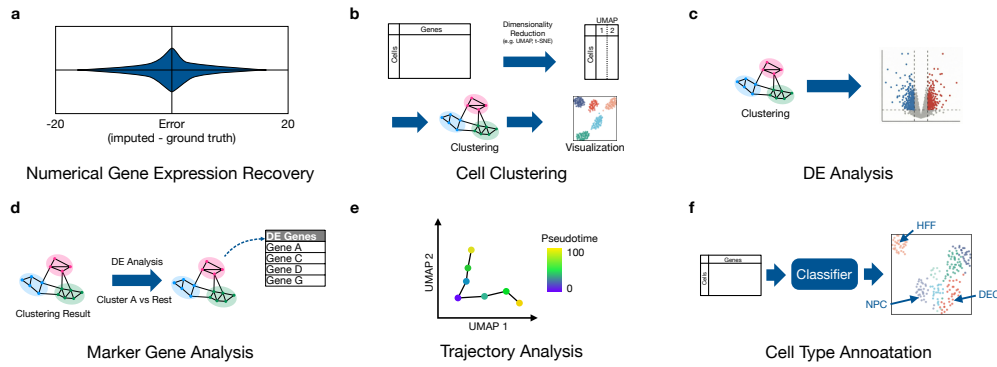 a
-20
Error
20
(imputed - ground truth)
Numerical Gene Expression Recovery
b
Genes
Cells
Dimensionality
Reduction
(e.g. UMAP, t-SNE)
UMAP
1 2
Cells
Clustering
Visualization
Cell Clustering
c
Clustering
DE Analysis
d
Clustering Result
DE Analysis
Cluster A vs Rest
DE Genes
Gene A
Gene C
Gene D
Gene G
Marker Gene Analysis
e
UMAP 2
UMAP 1
Pseudotime
100
0
Trajectory Analysis
f
Genes
Cells
Classifier
HFF
NPC
DEC
Cell Type Annoatation